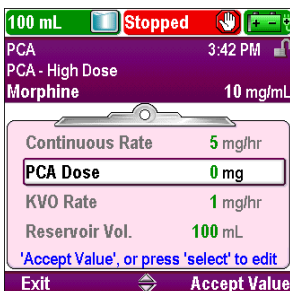 100 mL Stopped
PCA 3:42 PM
PCA - High Dose
Morphine 10 mg/mL
Continuous Rate 5 mg/hr
PCA Dose 0 mg
KVO Rate 1 mg/hr
Reservoir Vol. 100 mL
'Accept Value', or press 'select' to edit
Exit Accept Value